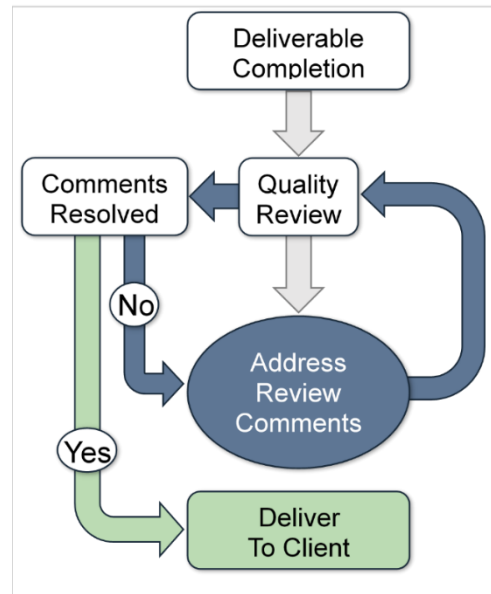 Deliverable
Completion
Comments
Resolved
Quality
Review
No
Address
Review
Comments
Yes
Deliver
To Client